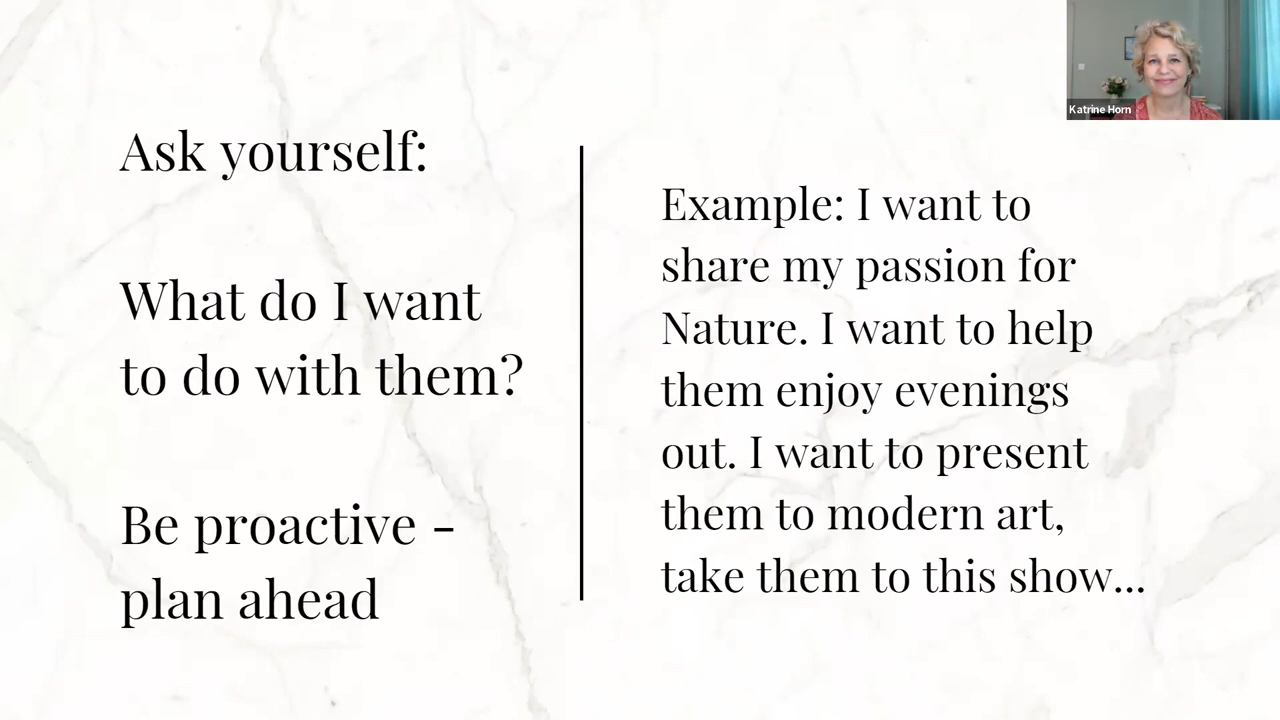 Ask yourself:
What do I want
to do with them?
Be proactive -
plan ahead
Example: I want to
share my passion for
Nature. I want to help
them enjoy evenings
out. I want to present
them to modern art,
take them to this show...
Katrine Horn